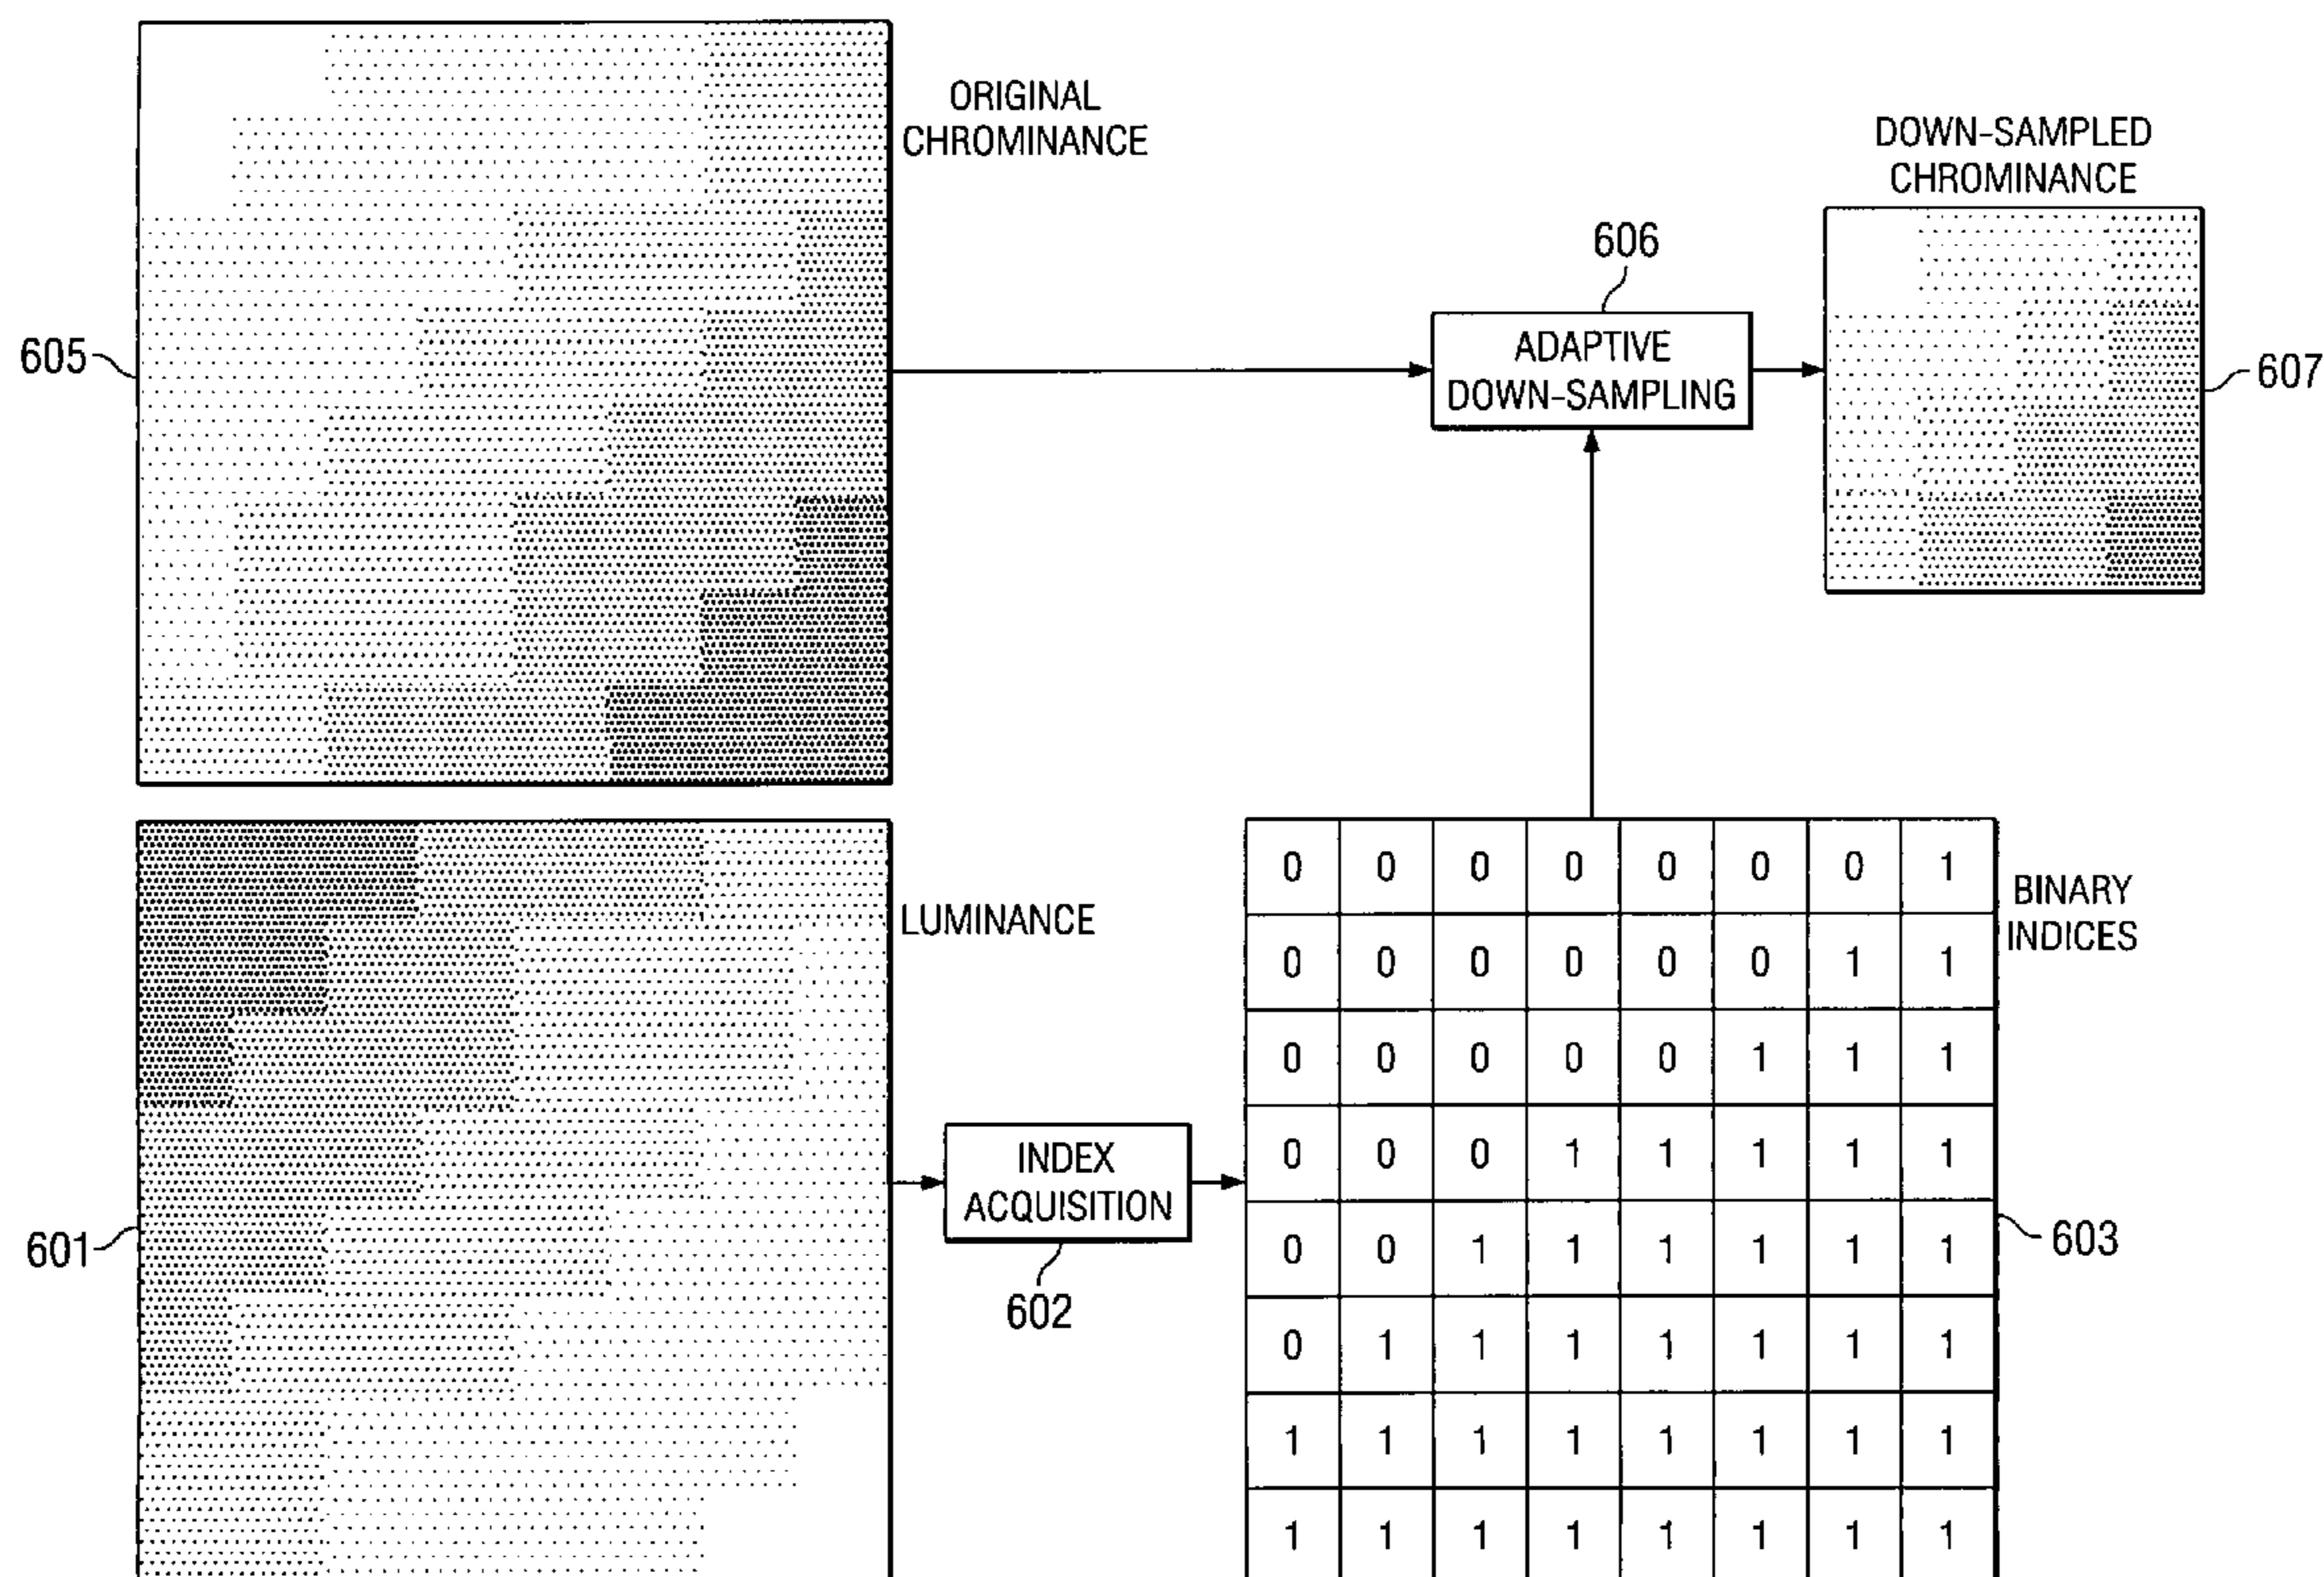 ORIGINAL
CHROMINANCE
DOWN-SAMPLED
CHROMINANCE
606
605
ADAPTIVE
DOWN-SAMPLING
607
LUMINANCE
BINARY
INDICES
0 0 0 0 0 0 0 1
0 0 0 0 0 0 1 1
0 0 0 0 0 1 1 1
0 0 0 1 1 1 1 1
0 0 1 1 1 1 1 1
0 1 1 1 1 1 1 1
1 1 1 1 1 1 1 1
1 1 1 1 1 1 1 1
INDEX
ACQUISITION
601
602
603